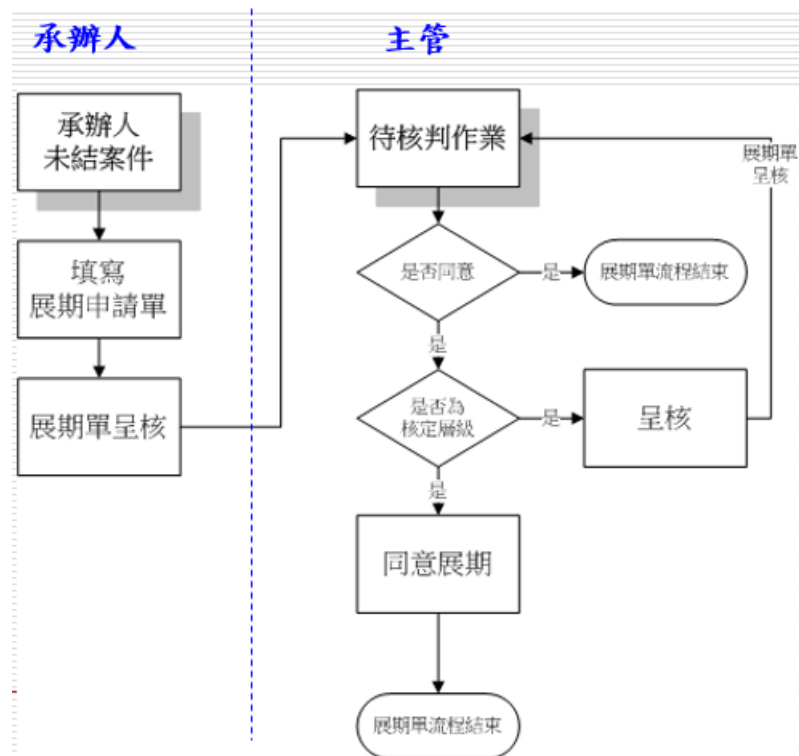 承辦人
主管
承辦人
未結案件
填寫
展期申請單
展期單呈核
待核判作業
展期單
呈核
是否同意
是
展期單流程結束
是
是否為
核定層級
是
呈核
是
同意展期
展期單流程結束